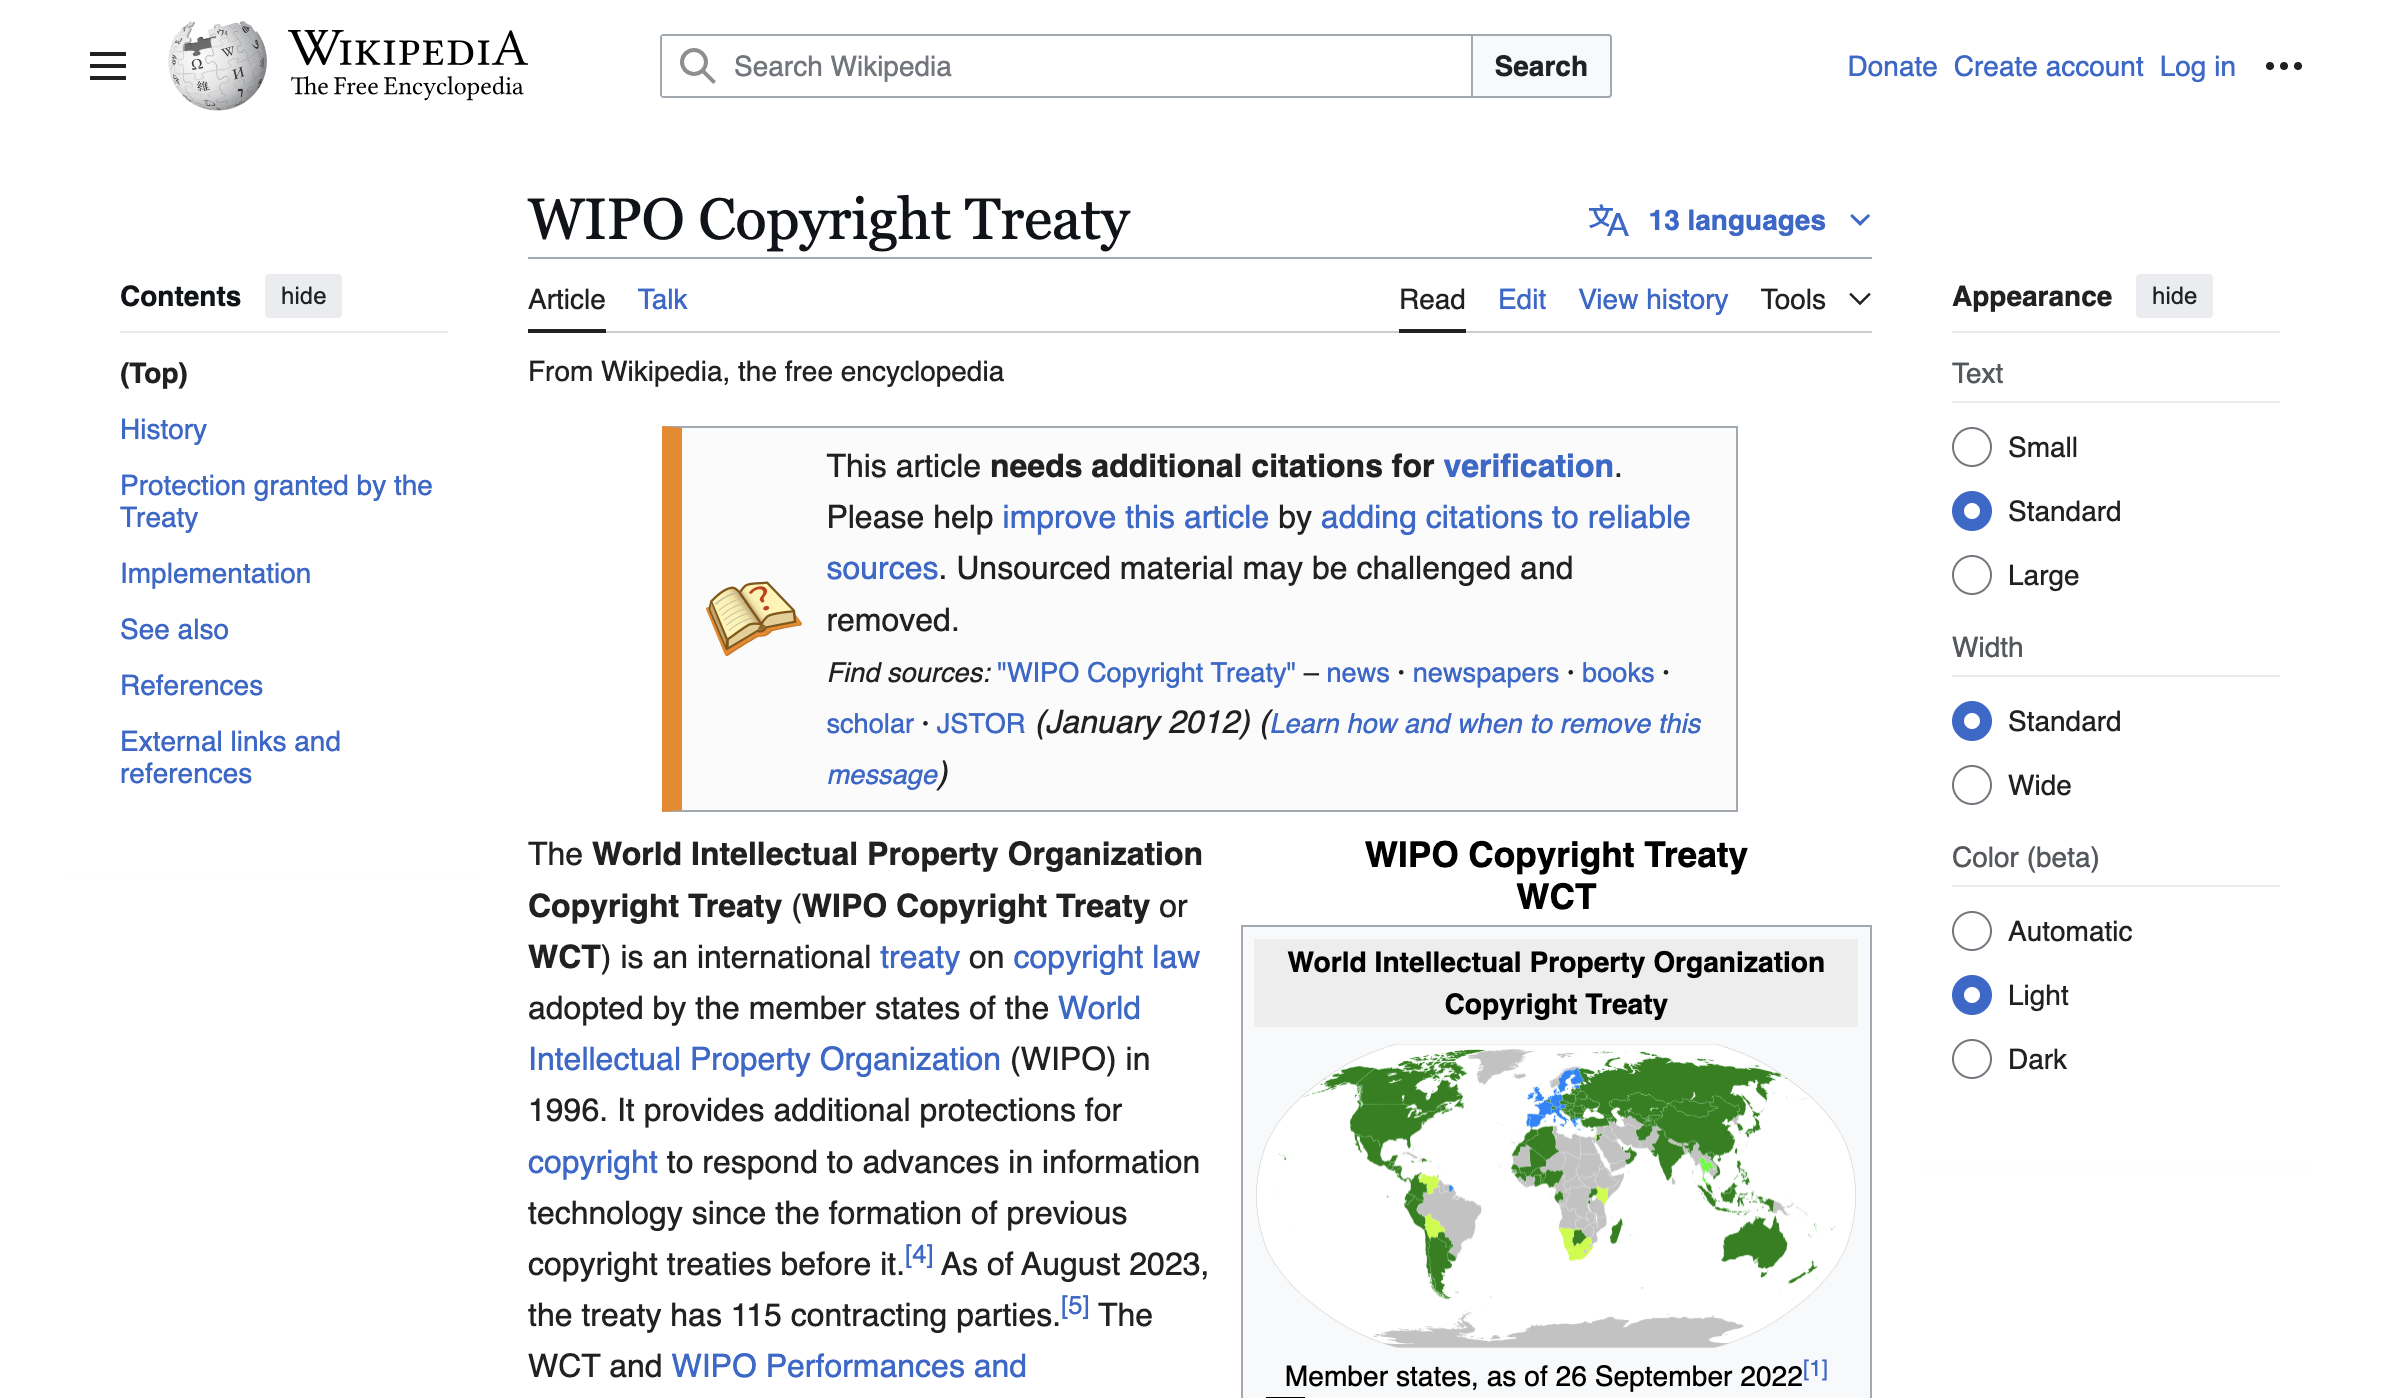 WIKIPEDIA
The Free Encyclopedia
Search Wikipedia
Search
Donate Create account Log in
WIPO Copyright Treaty
13 languages
Contents hide
(Top)
History
Protection granted by the
Treaty
Implementation
See also
References
External links and
references
Article Talk
Read Edit View history Tools
From Wikipedia, the free encyclopedia
This article needs additional citations for verification.
Please help improve this article by adding citations to reliable
sources. Unsourced material may be challenged and
removed.
Find sources: "WIPO Copyright Treaty" – news · newspapers · books ·
scholar · JSTOR (January 2012) (Learn how and when to remove this
message)
The World Intellectual Property Organization
Copyright Treaty (WIPO Copyright Treaty or
WCT) is an international treaty on copyright law
adopted by the member states of the World
Intellectual Property Organization (WIPO) in
1996. It provides additional protections for
copyright to respond to advances in information
technology since the formation of previous
copyright treaties before it.[4] As of August 2023,
the treaty has 115 contracting parties.[5] The
WCT and WIPO Performances and
WIPO Copyright Treaty
WCT
World Intellectual Property Organization
Copyright Treaty
Member states, as of 26 September 2022[1]
Appearance hide
Text
Small
Standard
Large
Width
Standard
Wide
Color (beta)
Automatic
Light
Dark